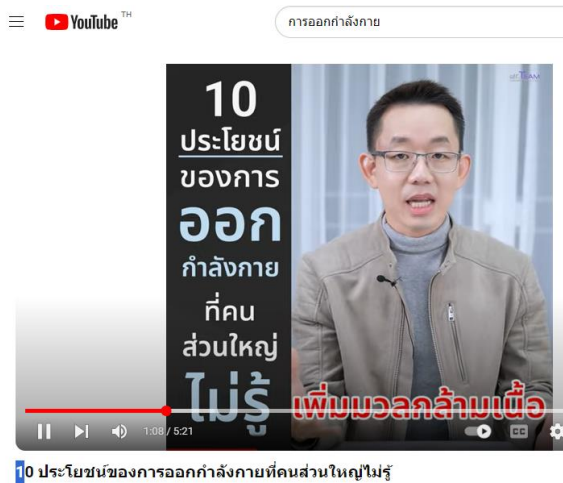 YouTube TH
การออกกำลังกาย
10
ประโยชน์
ของการ
ออก
กำลังกาย
ที่คน
ส่วนใหญ่
ไม่รู้
เพิ่มมวลกล้ามเนื้อ
1:08 / 5:21
CC
10 ประโยชน์ของการออกกำลังกายที่คนส่วนใหญ่ไม่รู้